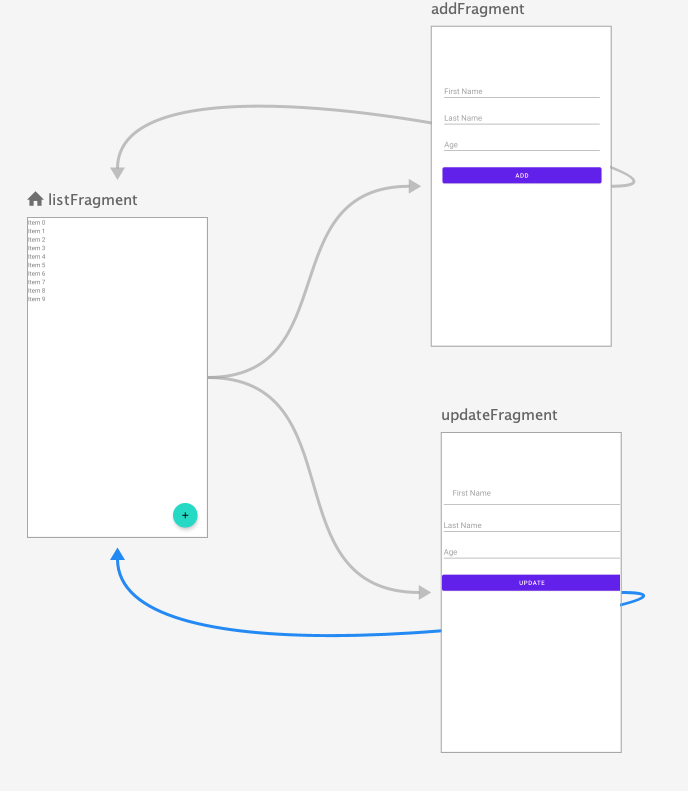 addFragment
First Name
Last Name
Age
ADD
listFragment
Item 0
Item 1
Item 2
Item 3
Item 4
Item 5
Item 6
Item 7
Item 8
Item 9
+
updateFragment
First Name
Last Name
Age
UPDATE